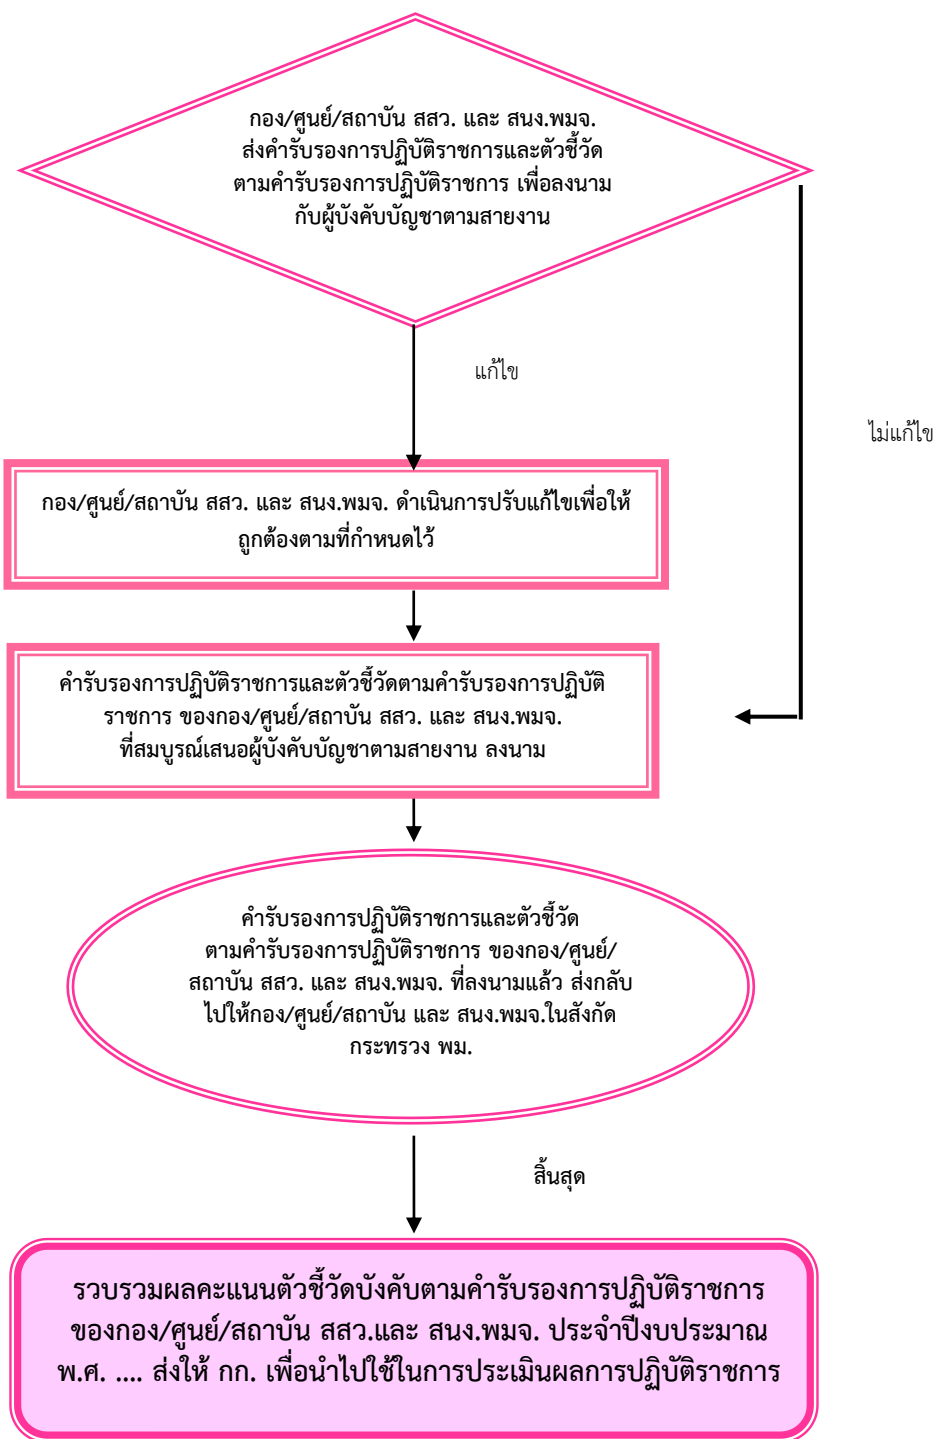 กอง/ศูนย์/สถาบัน สสว. และ สนง.พมจ.
ส่งคำรับรองการปฏิบัติราชการและตัวชี้วัด
ตามคำรับรองการปฏิบัติราชการ เพื่อลงนาม
กับผู้บังคับบัญชาตามสายงาน
แก้ไข
ไม่แก้ไข
กอง/ศูนย์/สถาบัน สสว. และ สนง.พมจ. ดำเนินการปรับแก้ไขเพื่อให้
ถูกต้องตามที่กำหนดไว้
คำรับรองการปฏิบัติราชการและตัวชี้วัดตามคำรับรองการปฏิบัติ
ราชการ ของกอง/ศูนย์/สถาบัน สสว. และ สนง.พมจ.
ที่สมบูรณ์เสนอผู้บังคับบัญชาตามสายงาน ลงนาม
คำรับรองการปฏิบัติราชการและตัวชี้วัด
ตามคำรับรองการปฏิบัติราชการ ของกอง/ศูนย์/
สถาบัน สสว. และ สนง.พมจ. ที่ลงนามแล้ว ส่งกลับ
ไปให้กอง/ศูนย์/สถาบัน และ สนง.พมจ.ในสังกัด
กระทรวง พม.
สิ้นสุด
รวบรวมผลคะแนนตัวชี้วัดบังคับตามคำรับรองการปฏิบัติราชการ
ของกอง/ศูนย์/สถาบัน สสว.และ สนง.พมจ. ประจำปีงบประมาณ
พ.ศ. .... ส่งให้ กก. เพื่อนำไปใช้ในการประเมินผลการปฏิบัติราชการ